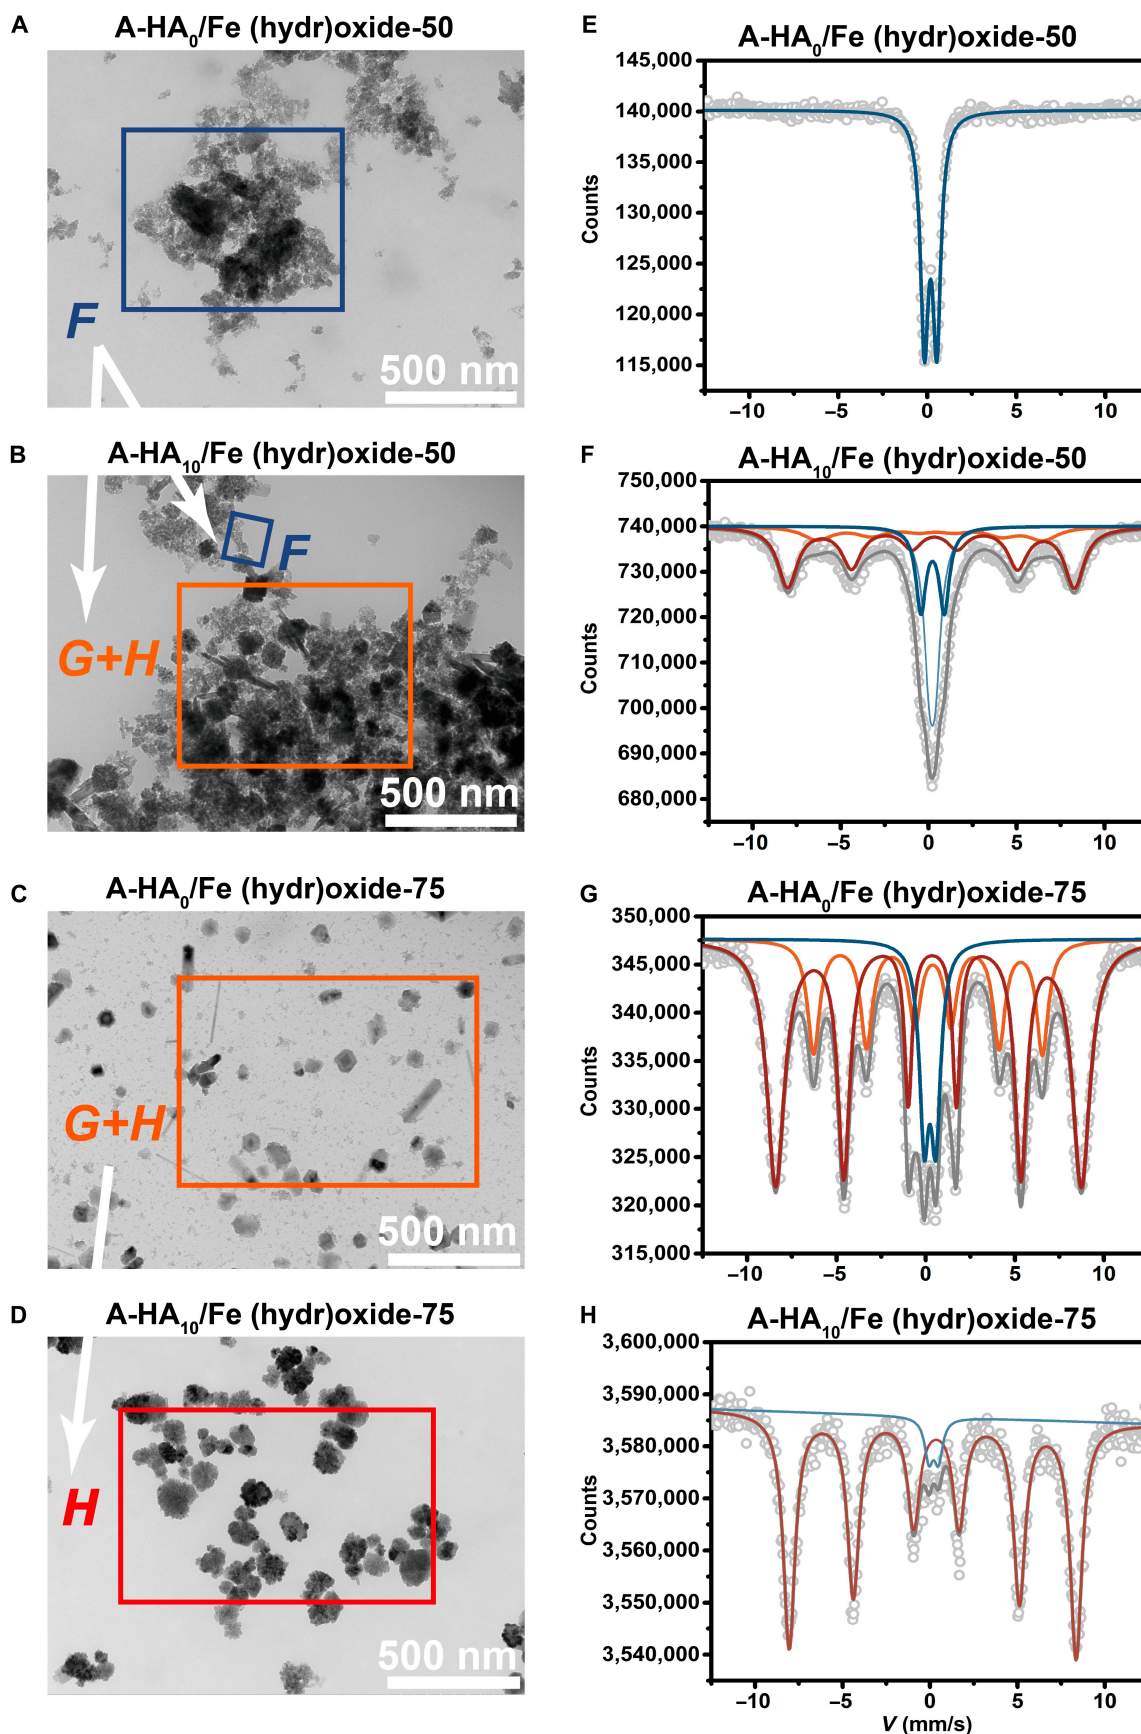 A
A-HA0/Fe (hydr)oxide-50
F
500 nm
B
A-HA10/Fe (hydr)oxide-50
F
G+H
500 nm
C
A-HA0/Fe (hydr)oxide-75
G+H
500 nm
D
A-HA10/Fe (hydr)oxide-75
H
500 nm
E
A-HA0/Fe (hydr)oxide-50
145,000
140,000
135,000
130,000
125,000
120,000
115,000
Counts
–10 –5 0 5 10
F
A-HA10/Fe (hydr)oxide-50
750,000
740,000
730,000
720,000
710,000
700,000
690,000
680,000
Counts
–10 –5 0 5 10
G
A-HA0/Fe (hydr)oxide-75
350,000
345,000
340,000
335,000
330,000
325,000
320,000
315,000
Counts
–10 –5 0 5 10
H
A-HA10/Fe (hydr)oxide-75
3,600,000
3,590,000
3,580,000
3,570,000
3,560,000
3,550,000
3,540,000
Counts
–10 –5 0 5 10
V (mm/s)